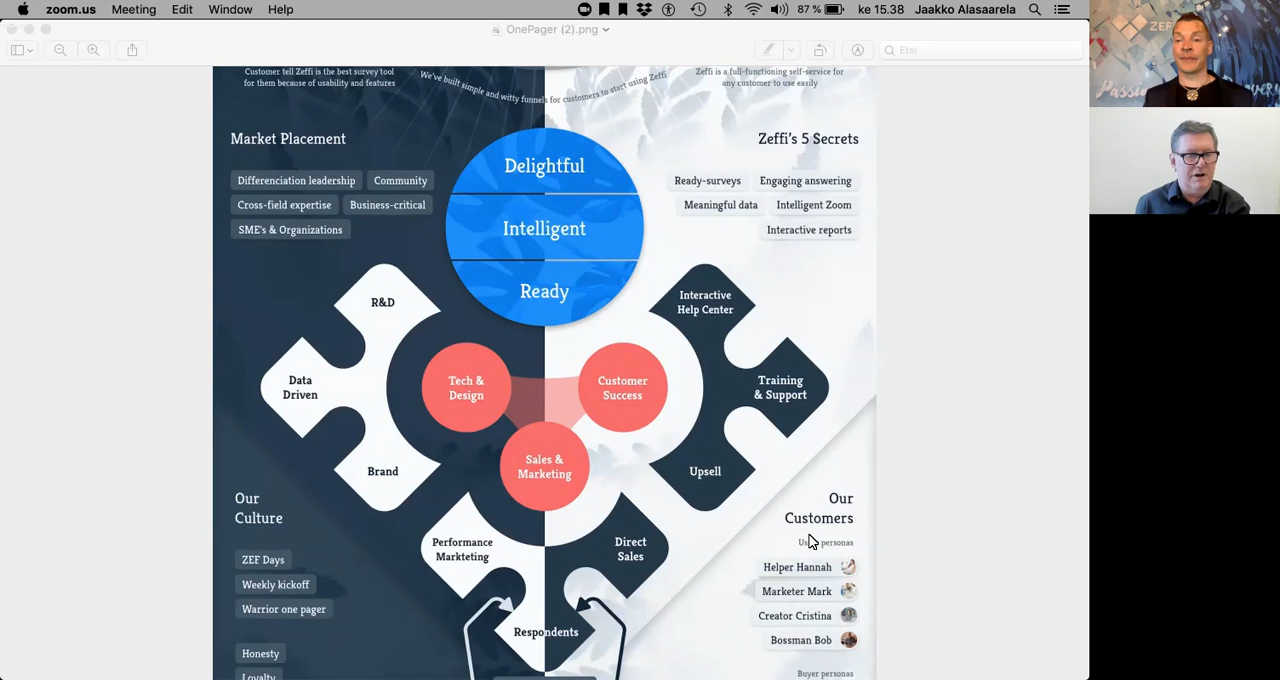 zoom.us Meeting Edit Window Help
87 % ke 15.38 Jaakko Alasaarela
OnePager (2).png
Etsi
Customer tell Zeffi is the best survey tool
for them because of usability and features
We've built simple and witty funnels for customers to start using Zeffi
Zeffi is a full-functioning self-service for
any customer to use easily
Market Placement
Differenciation leadership Community
Cross-field expertise Business-critical
SME's & Organizations
Delightful
Intelligent
Ready
Zeffi's 5 Secrets
Ready-surveys Engaging answering
Meaningful data Intelligent Zoom
Interactive reports
R&D
Data
Driven
Brand
Tech &
Design
Customer
Success
Sales &
Marketing
Interactive
Help Center
Training
& Support
Upsell
Performance
Markteting
Direct
Sales
Respondents
Our
Culture
ZEF Days
Weekly kickoff
Warrior one pager
Honesty
Loyalty
Our
Customers
personas
Helper Hannah
Marketer Mark
Creator Cristina
Bossman Bob
Buyer personas
ZEF